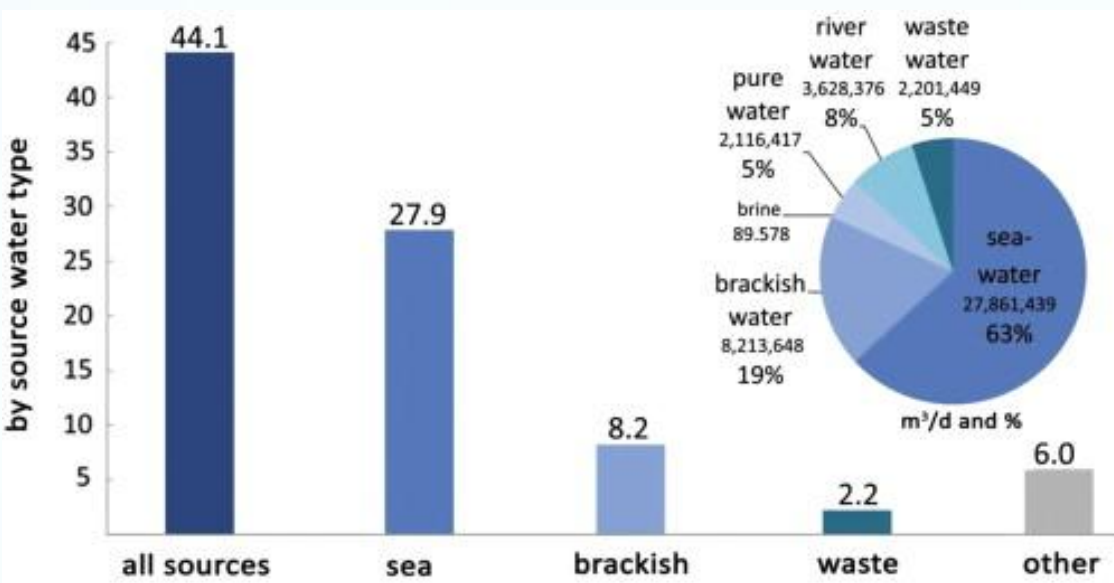 by source water type
45
40
35
30
25
20
15
10
5
44.1
27.9
8.2
2.2
6.0
all sources
sea
brackish
waste
other
river
water
3,628,376
8%
waste
water
2,201,449
5%
pure
water
2,116,417
5%
brine
89.578
brackish
water
8,213,648
19%
sea-
water
27,861,439
63%
m³/d and %